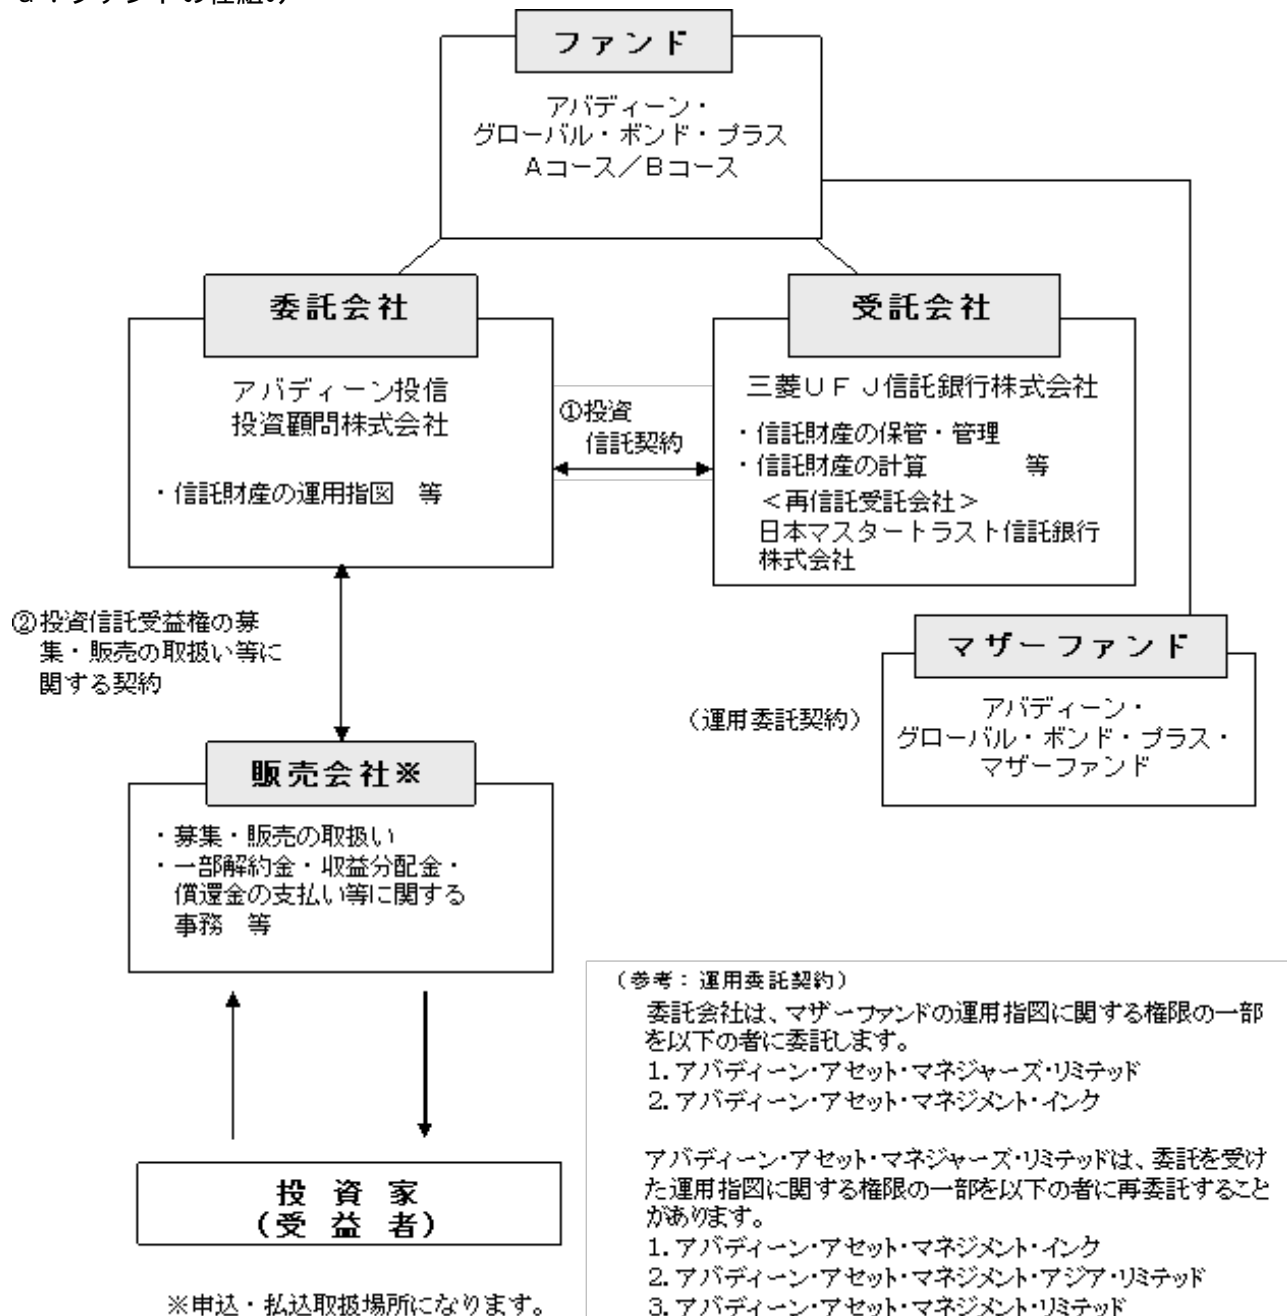 ファンドの仕組み
ファンド
アバディーン・
グローバル・ボンド・プラス
Aコース／Bコース
委託会社
アバディーン投信
投資顧問株式会社
・信託財産の運用指図　等
①投資
信託契約
受託会社
三菱ＵＦＪ信託銀行株式会社
・信託財産の保管・管理
・信託財産の計算　　　等
＜再信託受託会社＞
日本マスタートラスト信託銀行
株式会社
②投資信託受益権の募
集・販売の取扱い等に
関する契約
マザーファンド
（運用委託契約）
アバディーン・
グローバル・ボンド・プラス・
マザーファンド
販売会社※
・募集・販売の取扱い
・一部解約金・収益分配金・
償還金の支払い等に関する
事務　等
投資家
（受益者）
※申込・払込取扱場所になります。
（参考：運用委託契約）
委託会社は、マザーファンドの運用指図に関する権限の一部
を以下の者に委託します。
1．アバディーン・アセット・マネジャーズ・リミテッド
2．アバディーン・アセット・マネジメント・インク
アバディーン・アセット・マネジャーズ・リミテッドは、委託を受け
た運用指図に関する権限の一部を以下の者に再委託すること
があります。
1．アバディーン・アセット・マネジメント・インク
2．アバディーン・アセット・マネジメント・アジア・リミテッド
3．アバディーン・アセット・マネジメント・リミテッド